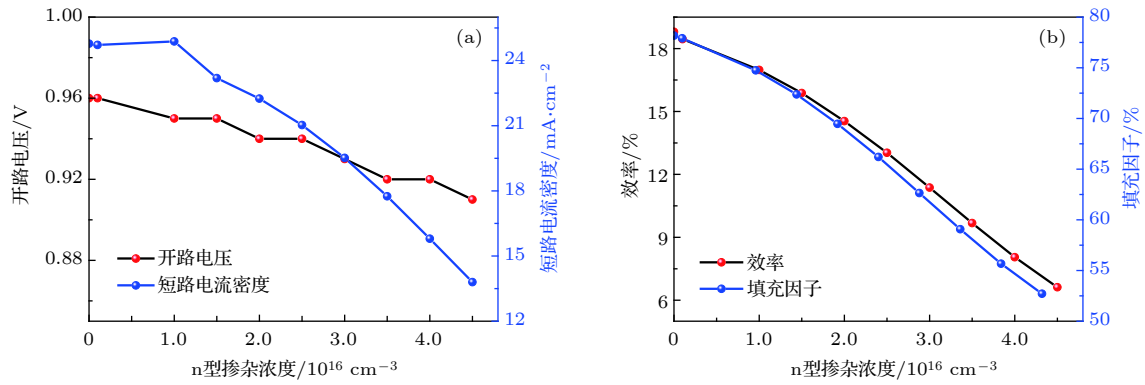 (a)
1.00
0.96
0.92
0.88
开路电压/V
24
21
18
15
12
短路电流密度/mA·cm−2
开路电压
短路电流密度
0 1.0 2.0 3.0 4.0
n型掺杂浓度/10¹⁶ cm−3
(b)
18
15
12
9
6
效率/%
80
75
70
65
60
55
50
填充因子/%
效率
填充因子
0 1.0 2.0 3.0 4.0
n型掺杂浓度/10¹⁶ cm−3